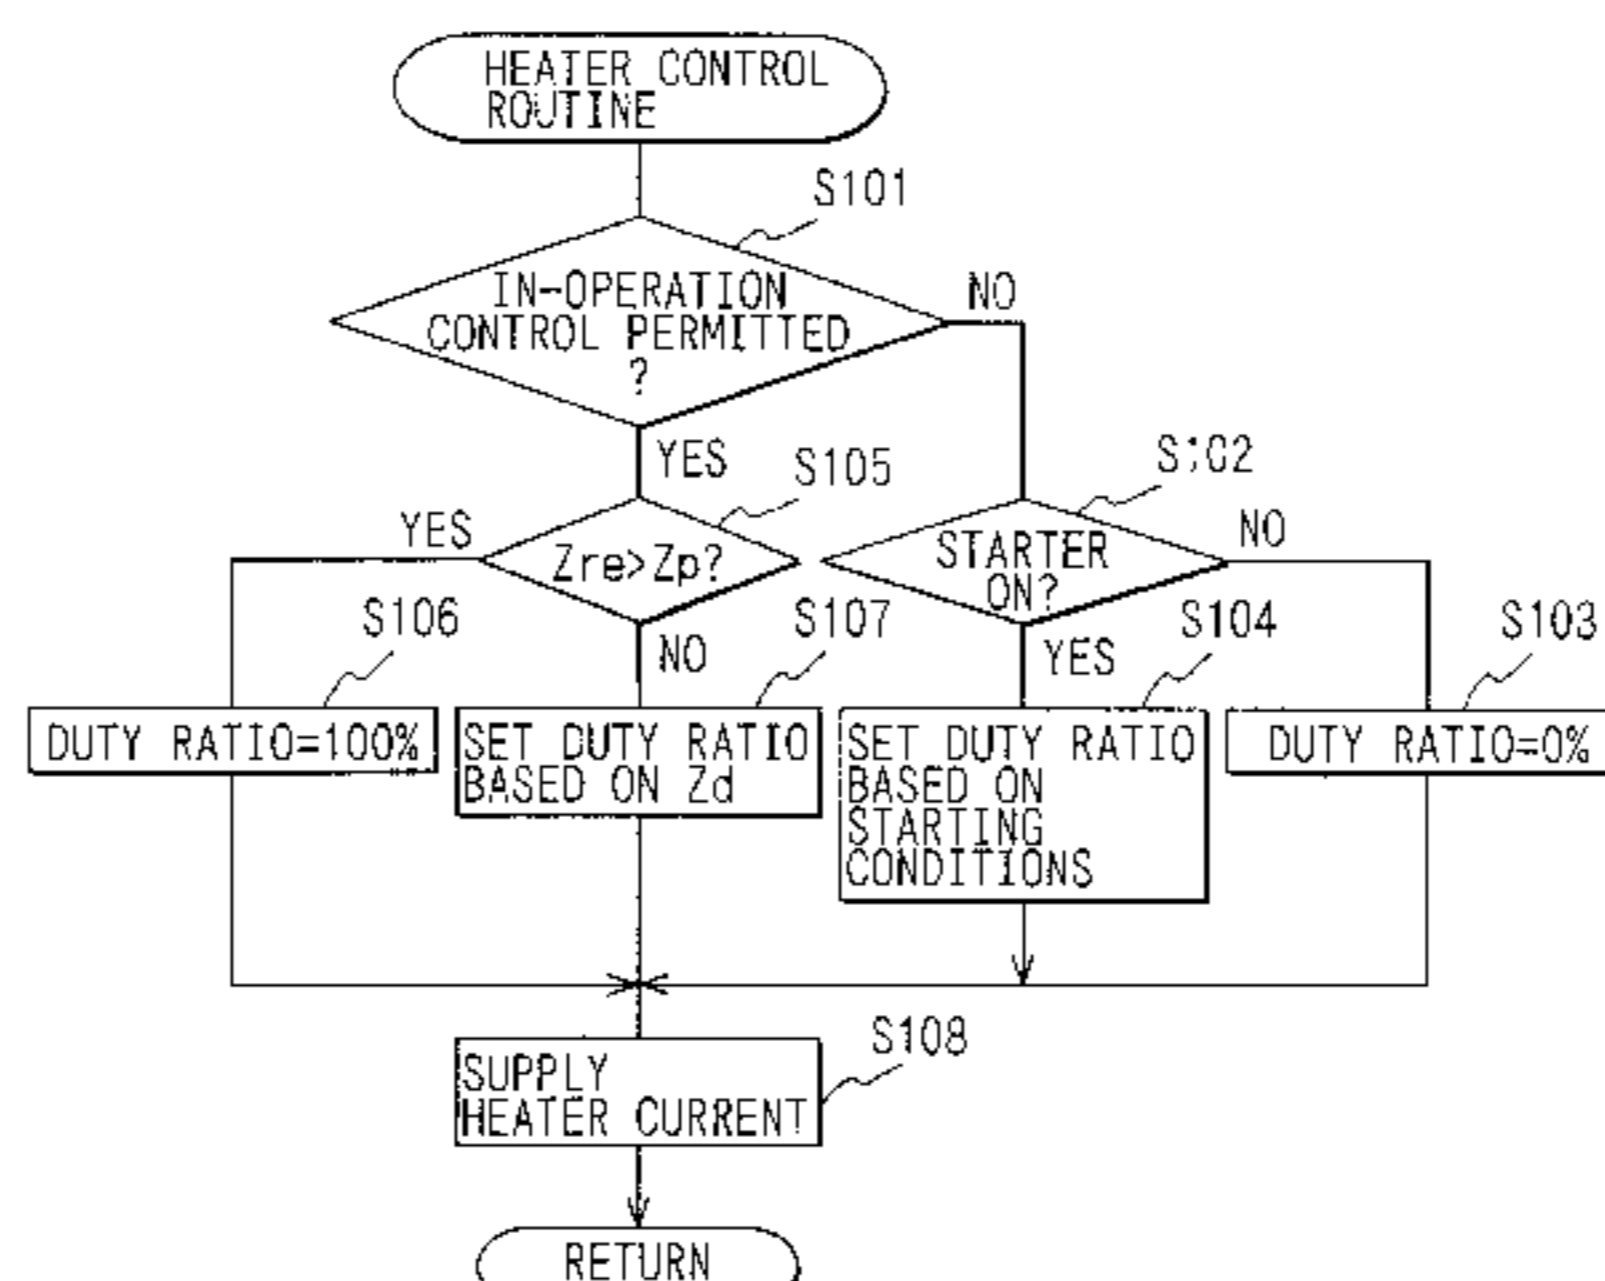 HEATER CONTROL
ROUTINE
S101
IN-OPERATION
CONTROL PERMITTED
?
NO
YES
S105
S102
YES
Zre>Zp?
STARTER
ON?
NO
S106
NO
S107
YES
S104
S103
DUTY RATIO=100%
SET DUTY RATIO
BASED ON Zd
SET DUTY RATIO
BASED ON
STARTING
CONDITIONS
DUTY RATIO=0%
SUPPLY
HEATER CURRENT
S108
RETURN